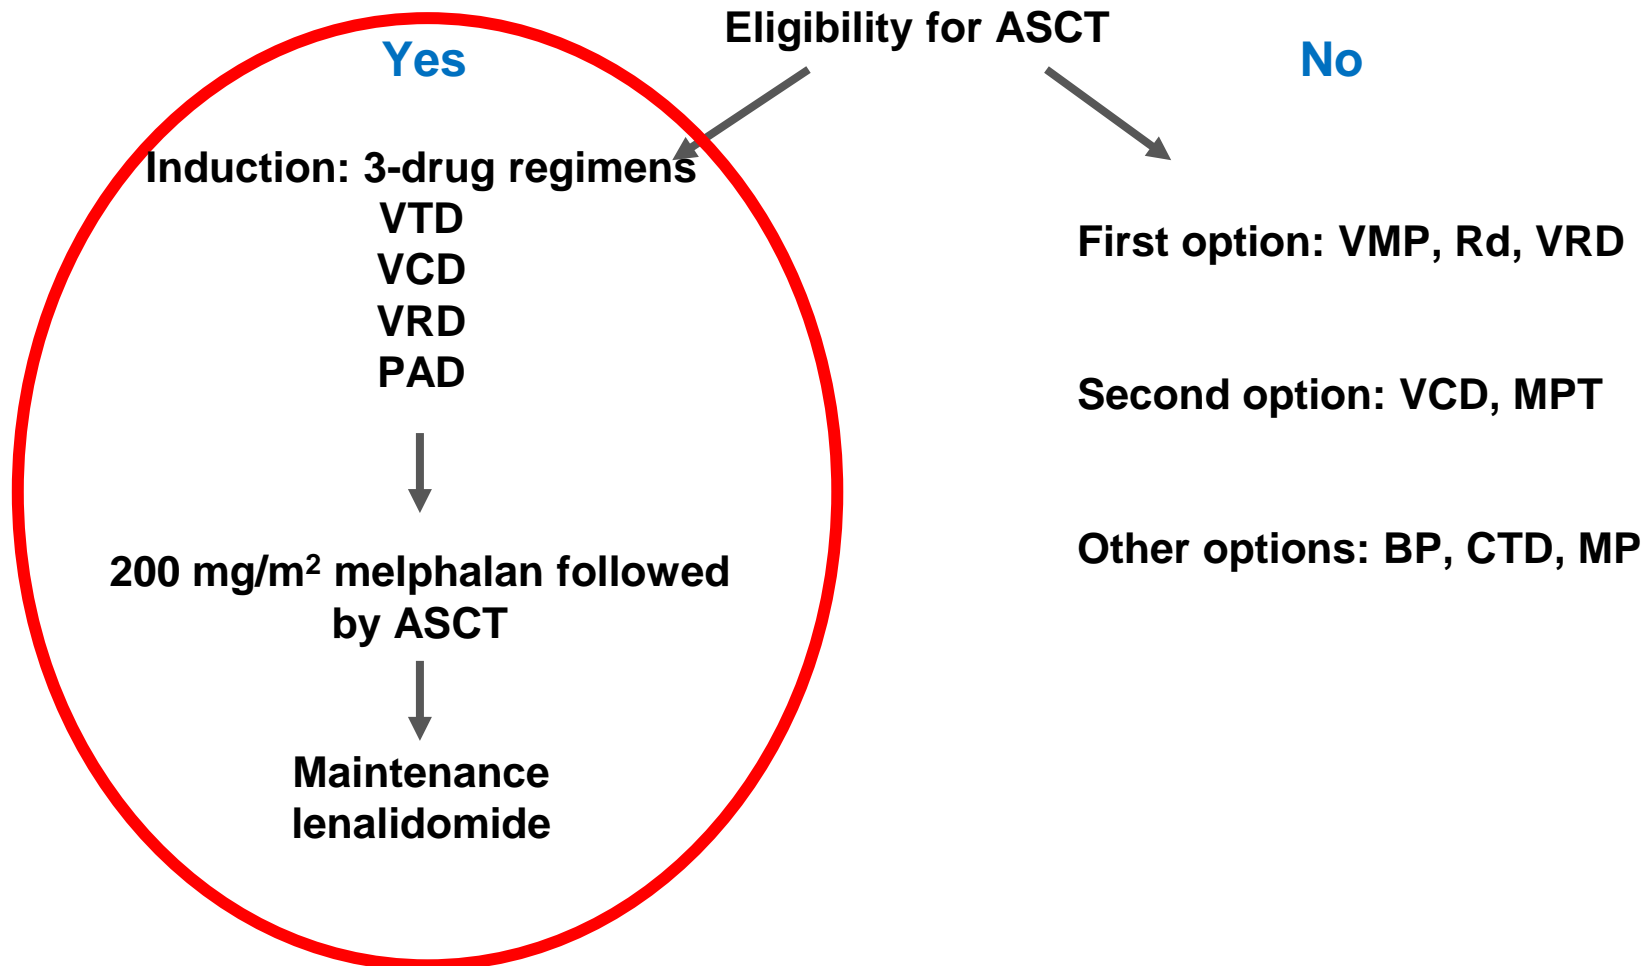 Eligibility for ASCT
Yes
No
Induction: 3-drug regimens
VTD
VCD
VRD
PAD
200 mg/m² melphalan followed
by ASCT
Maintenance
lenalidomide
First option: VMP, Rd, VRD
Second option: VCD, MPT
Other options: BP, CTD, MP